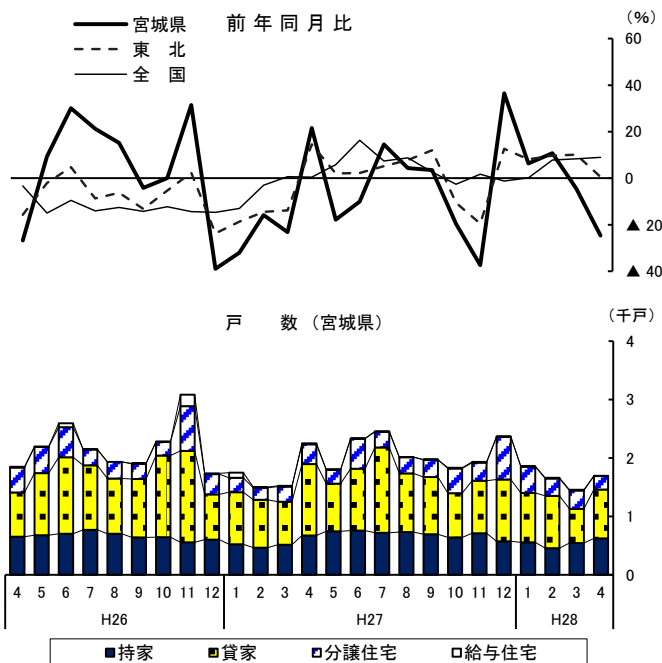 宮城県 前年同月比
東 北
全 国
(%)
60
40
20
0
▲ 20
▲ 40
戸 数 (宮城県)
(千戸)
4
3
2
1
0
4 5 6 7 8 9 10 11 12 1 2 3 4 5 6 7 8 9 10 11 12 1 2 3 4
H26 H27 H28
持家 貸家 分譲住宅 給与住宅